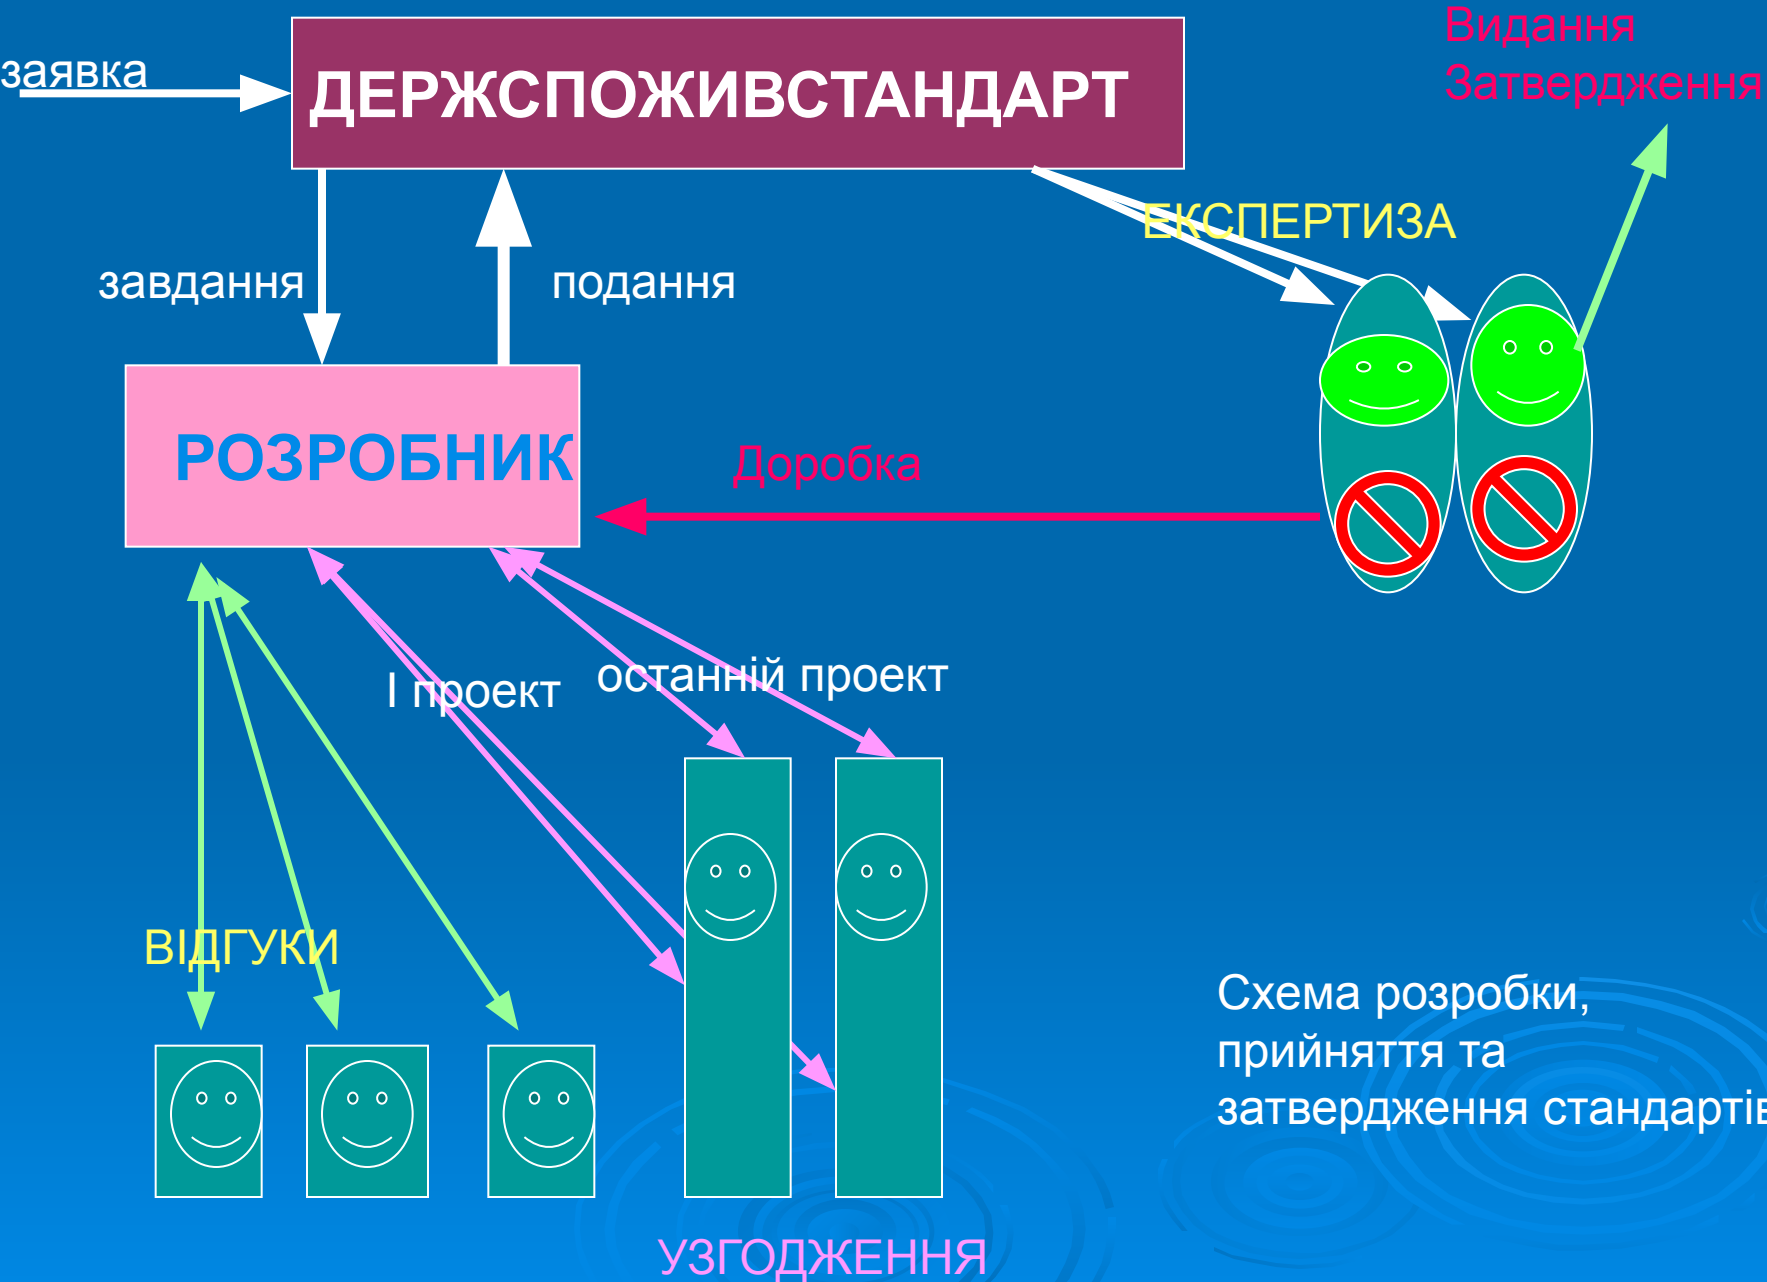 Видання
Затвердження
заявка
ДЕРЖСПОЖИВСТАНДАРТ
ЕКСПЕРТИЗА
завдання
подання
РОЗРОБНИК
Доробка
І проект
останній проект
ВІДГУКИ
Схема розробки,
прийняття та
затвердження стандартів
УЗГОДЖЕННЯ